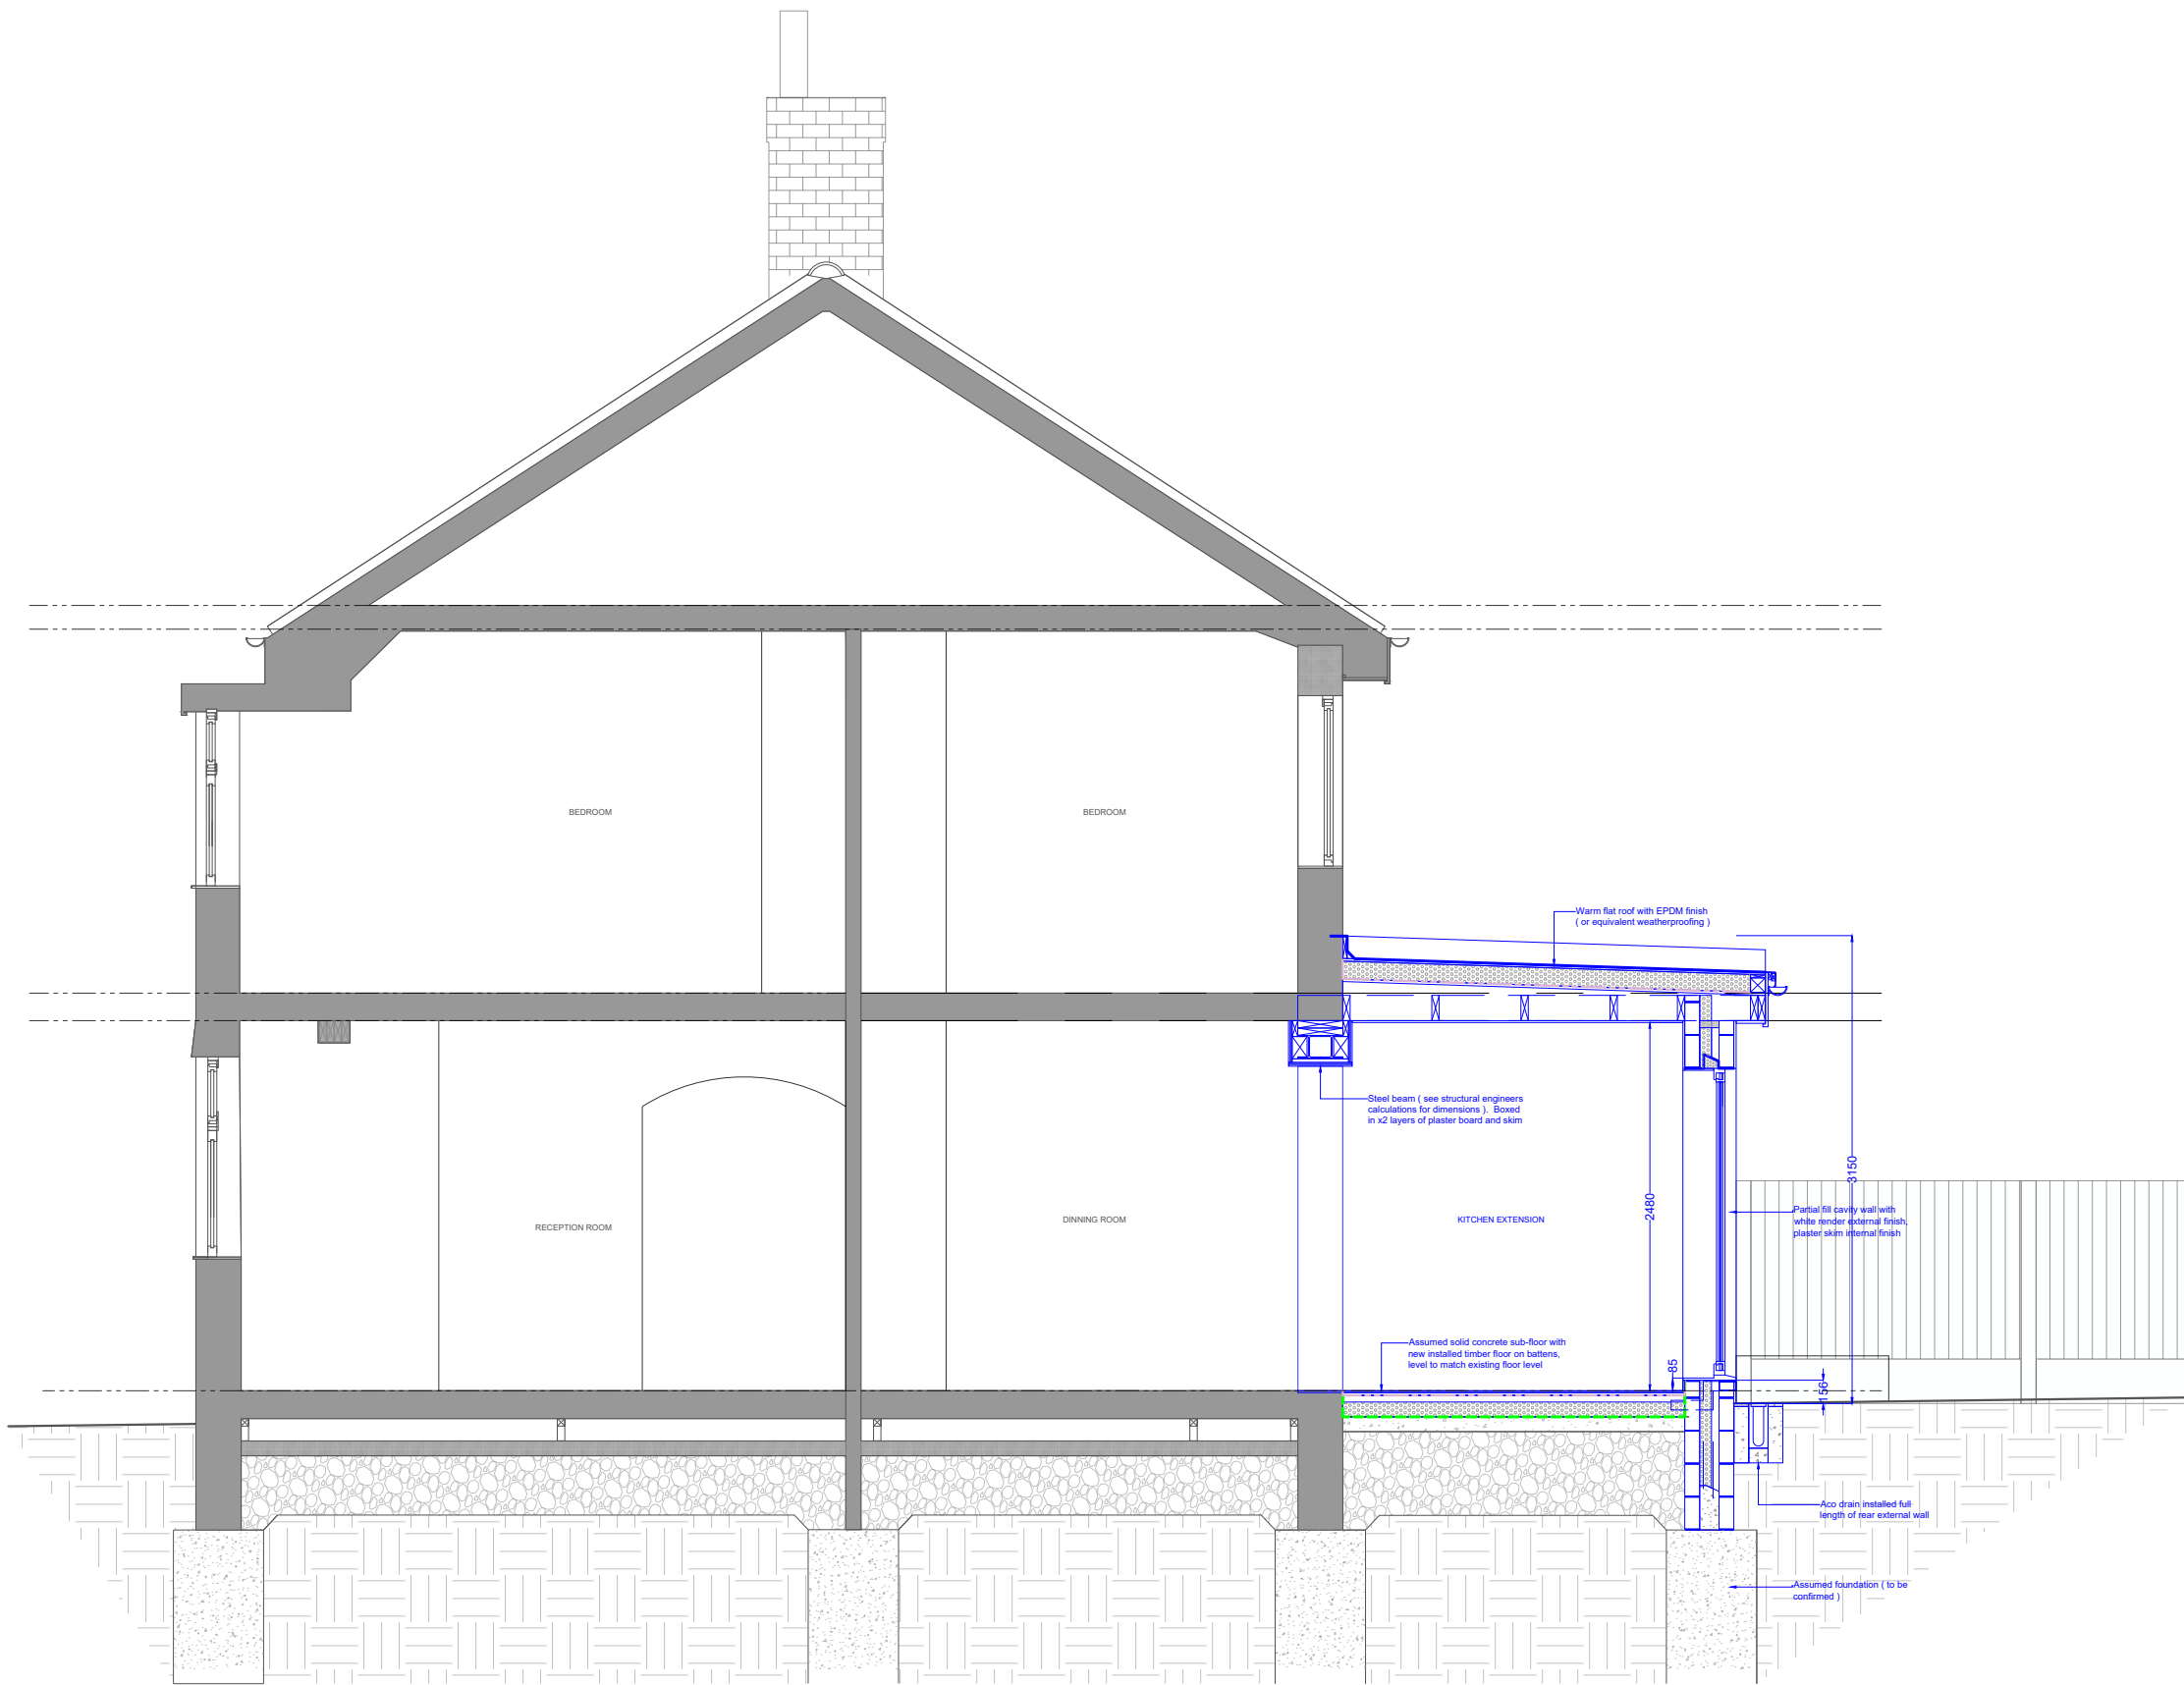 BEDROOM
BEDROOM
Warm flat roof with EPDM finish
( or equivalent weatherproofing )
Steel beam ( see structural engineers
calculations for dimensions ). Boxed
in x2 layers of plaster board and skim
3150
2480
Partial fill cavity wall with
white render external finish,
plaster skim internal finish
RECEPTION ROOM
DINNING ROOM
KITCHEN EXTENSION
Assumed solid concrete sub-floor with
new installed timber floor on battens,
level to match existing floor level
85
156
Aco drain installed full
length of rear external wall
Assumed foundation ( to be
confirmed )